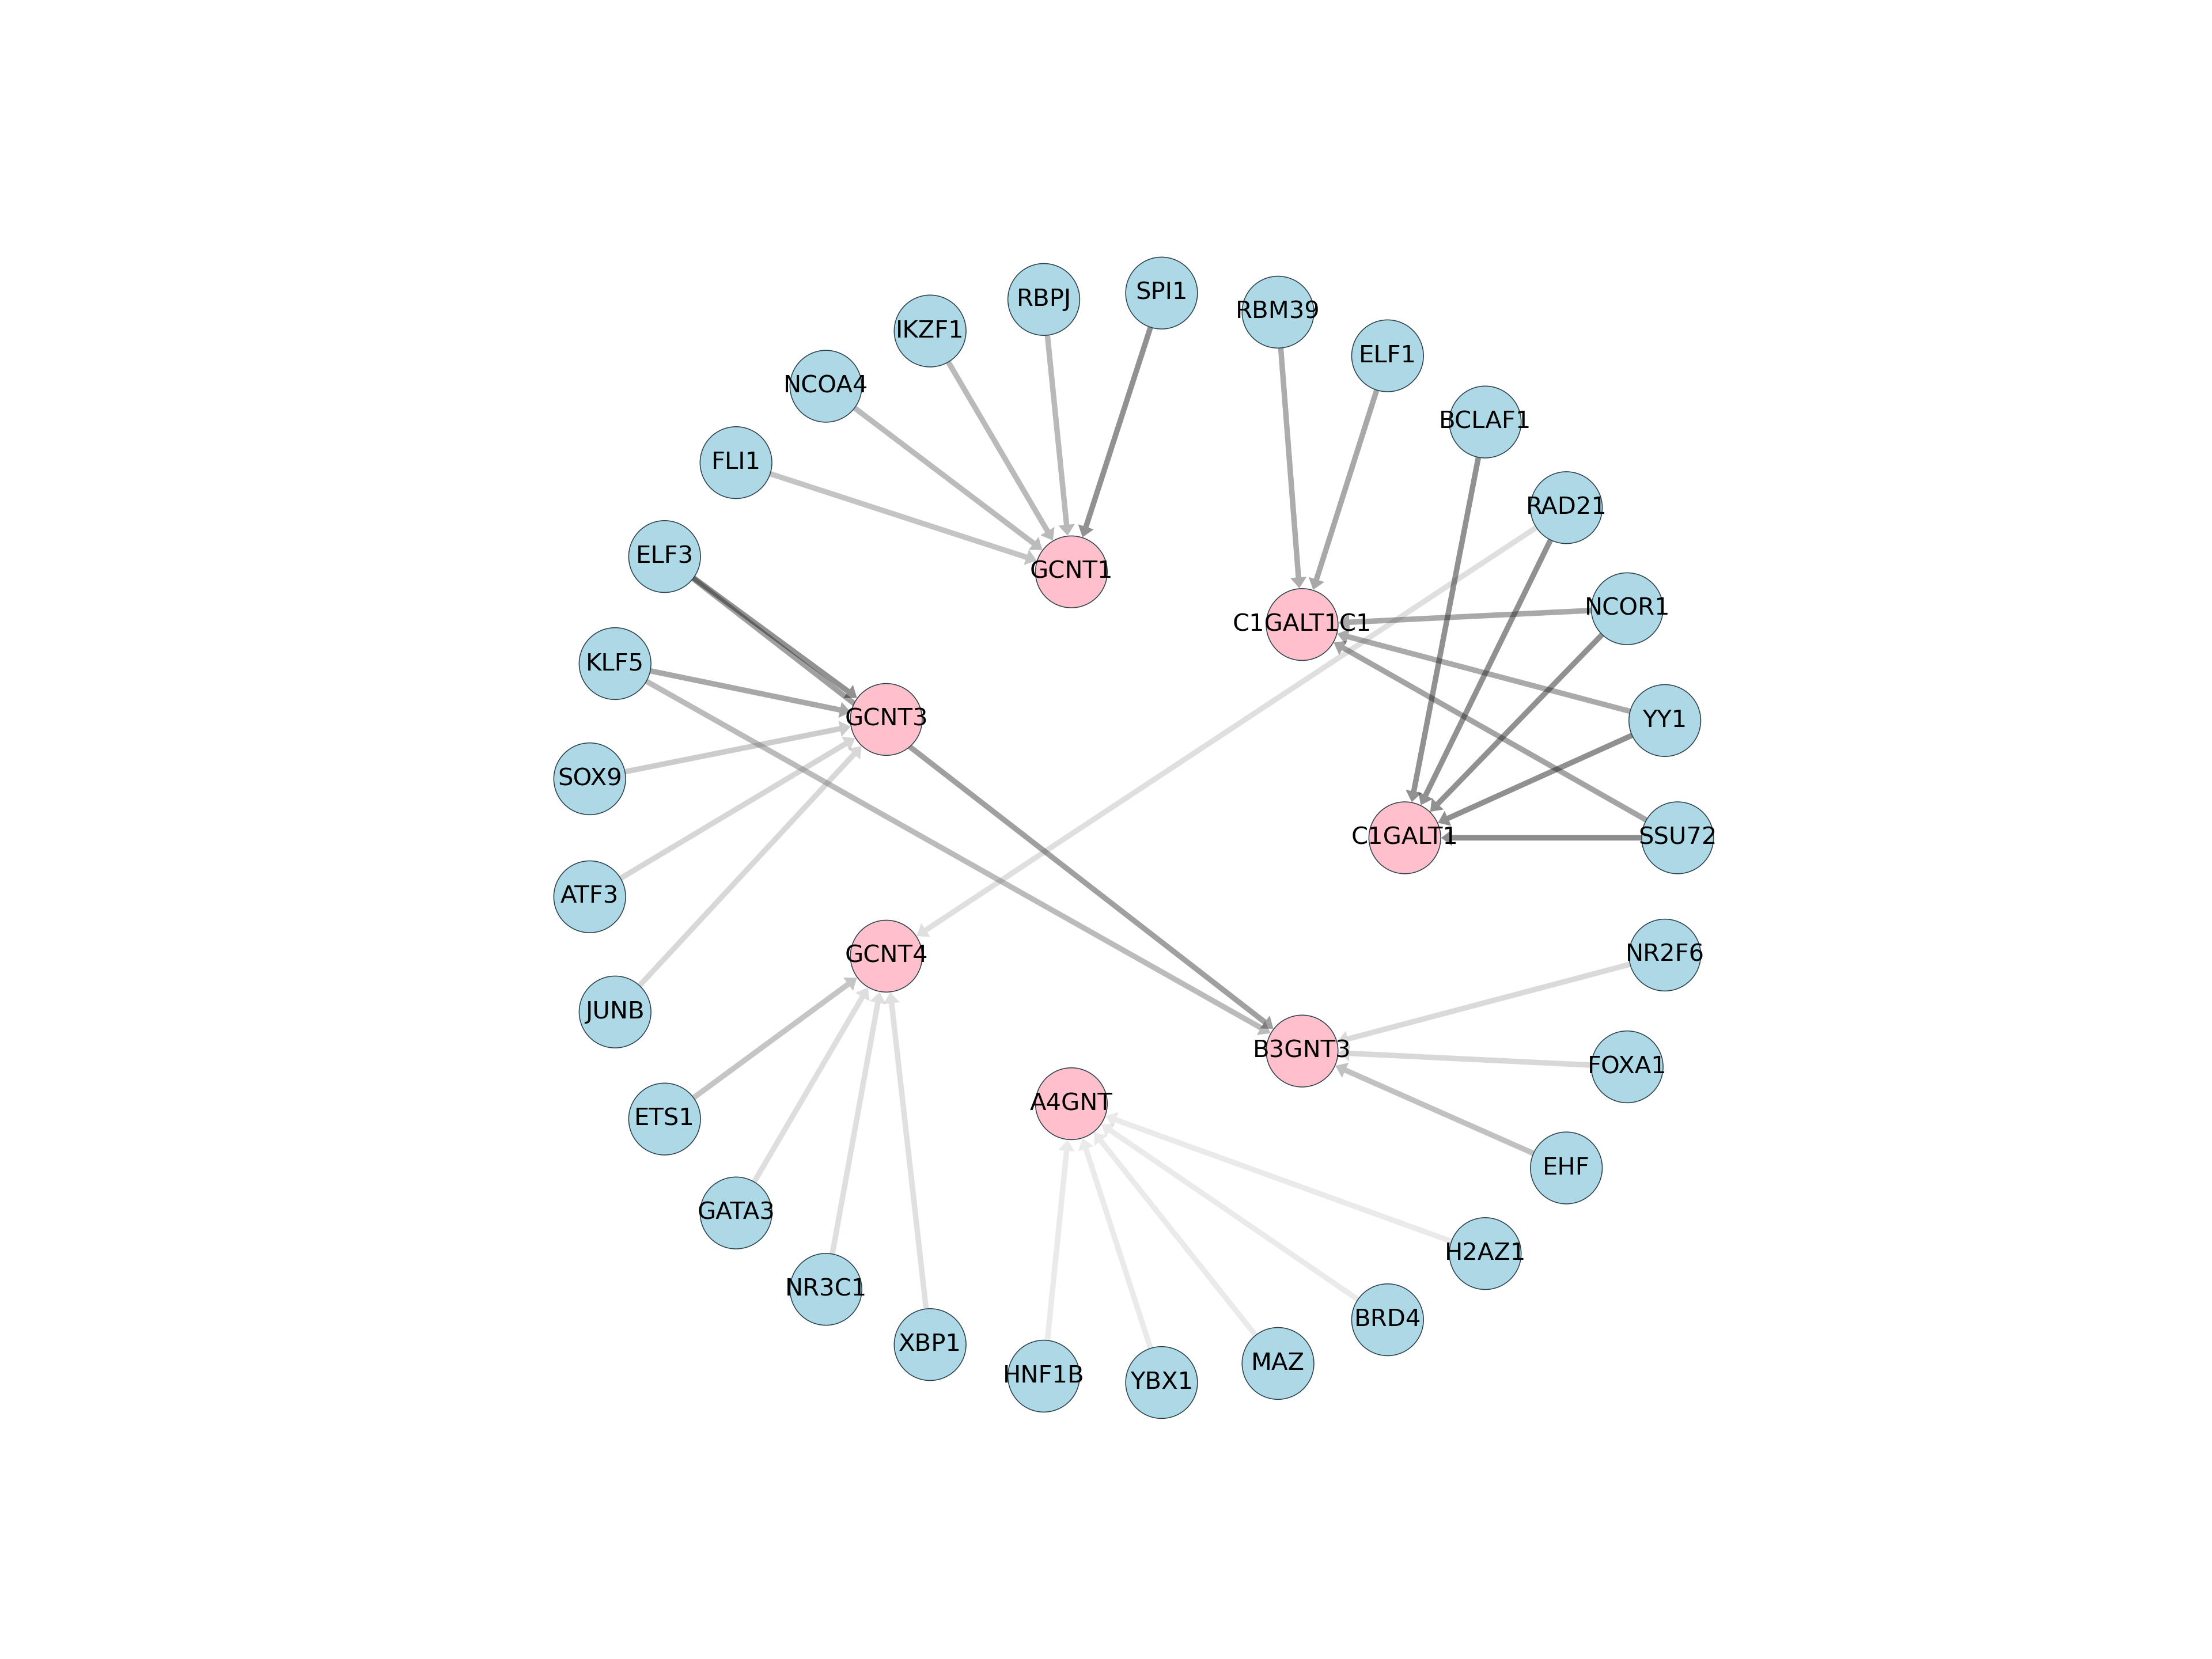 SPI1
RBPJ
RBM39
IKZF1
ELF1
NCOA4
BCLAF1
FLI1
RAD21
ELF3
GCNT1
NCOR1
C1GALT1C1
KLF5
GCNT3
YY1
SOX9
C1GALT1
SSU72
ATF3
GCNT4
NR2F6
JUNB
B3GNT3
FOXA1
A4GNT
ETS1
EHF
GATA3
H2AZ1
NR3C1
BRD4
XBP1
MAZ
HNF1B
YBX1